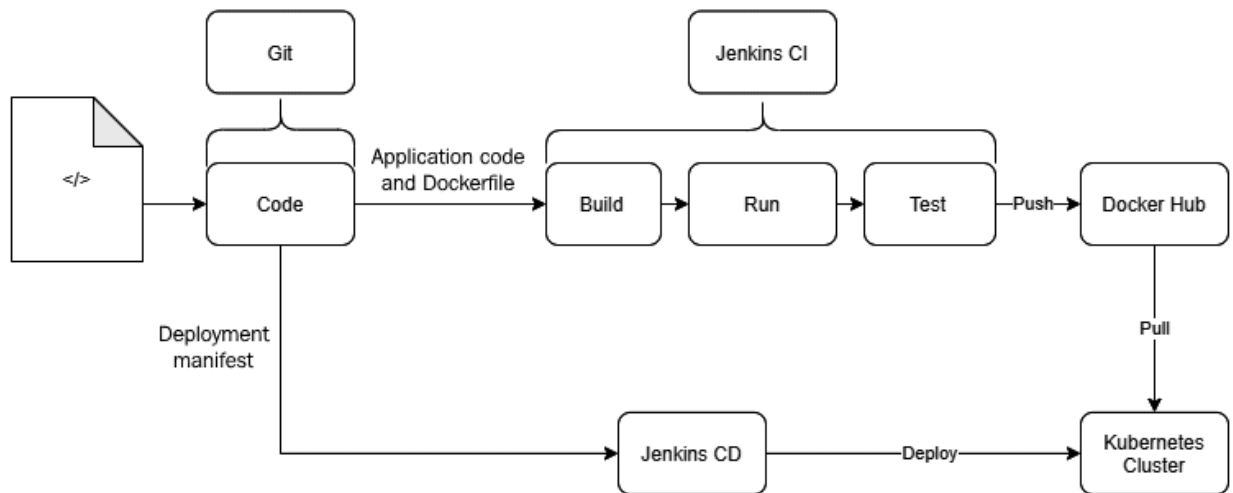 Git
Jenkins CI
</>
Code
Application code
and Dockerfile
Build
Run
Test
Push
Docker Hub
Deployment
manifest
Pull
Jenkins CD
Deploy
Kubernetes
Cluster